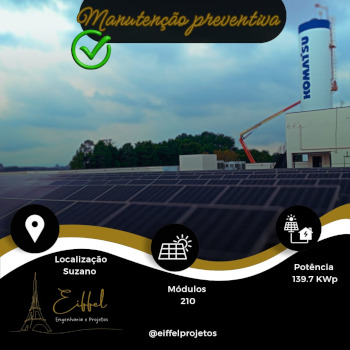 Manutenção preventiva
KOMATSU
Localização
Suzano
Módulos
210
Potência
139.7 KWp
Eiffel
Engenharia e Projetos
@eiffelprojetos